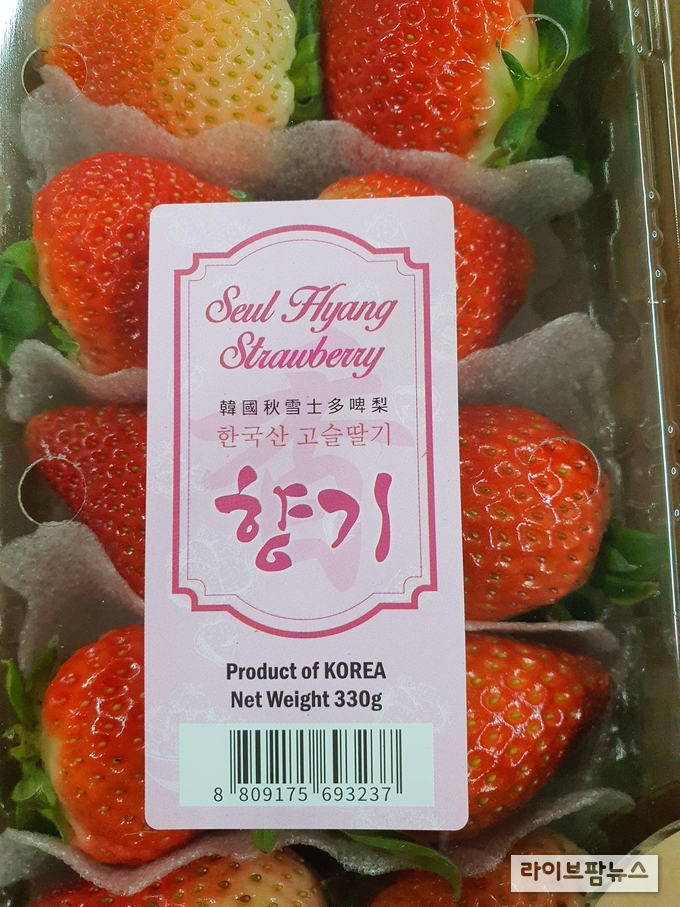 Seul Hyang
Strawberry
韓國秋雪士多啤梨
한국산 고슬딸기
향기
Product of KOREA
Net Weight 330g
8 809175 693237
라이브팜뉴스